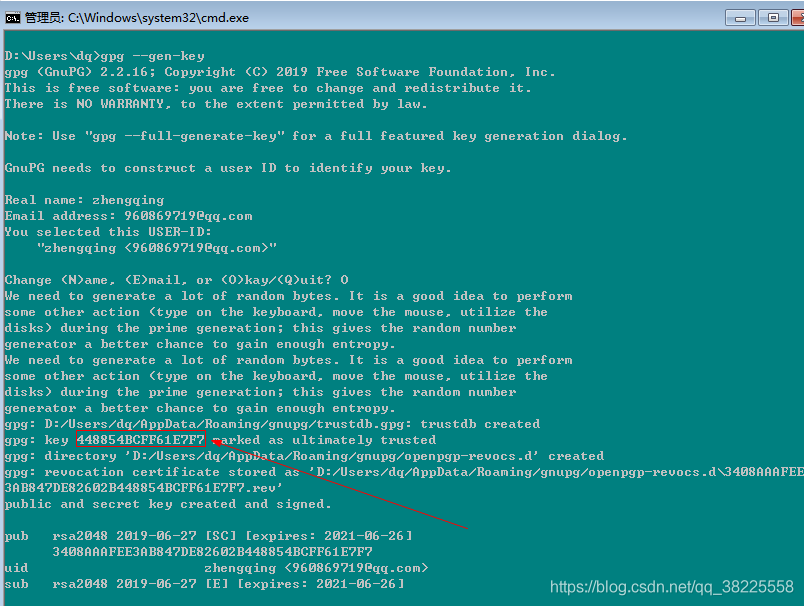 管理员: C:\Windows\system32\cmd.exe
D:\Users\dq>gpg --gen-key
gpg (GnuPG) 2.2.16; Copyright (C) 2019 Free Software Foundation, Inc.
This is free software: you are free to change and redistribute it.
There is NO WARRANTY, to the extent permitted by law.
Note: Use "gpg --full-generate-key" for a full featured key generation dialog.
GnuPG needs to construct a user ID to identify your key.
Real name: zhengqing
Email address: 960869719@qq.com
You selected this USER-ID:
"zhengqing <960869719@qq.com>"
Change (N)ame, (E)mail, or (O)kay/(Q)uit? O
We need to generate a lot of random bytes. It is a good idea to perform
some other action (type on the keyboard, move the mouse, utilize the
disks) during the prime generation; this gives the random number
generator a better chance to gain enough entropy.
We need to generate a lot of random bytes. It is a good idea to perform
some other action (type on the keyboard, move the mouse, utilize the
disks) during the prime generation; this gives the random number
generator a better chance to gain enough entropy.
gpg: D:/Users/dq/AppData/Roaming/gnupg/trustdb.gpg: trustdb created
gpg: key 448854BCFF61E7F7 marked as ultimately trusted
gpg: directory 'D:/Users/dq/AppData/Roaming/gnupg/openpgp-revocs.d' created
gpg: revocation certificate stored as 'D:/Users/dq/AppData/Roaming/gnupg/openpgp-revocs.d\3408AAAFEE
3AB847DE82602B448854BCFF61E7F7.rev'
public and secret key created and signed.
pub rsa2048 2019-06-27 [SC] [expires: 2021-06-26]
3408AAAFEE3AB847DE82602B448854BCFF61E7F7
uid zhengqing <960869719@qq.com>
sub rsa2048 2019-06-27 [E] [expires: 2021-06-26]
https://blog.csdn.net/qq_38225558